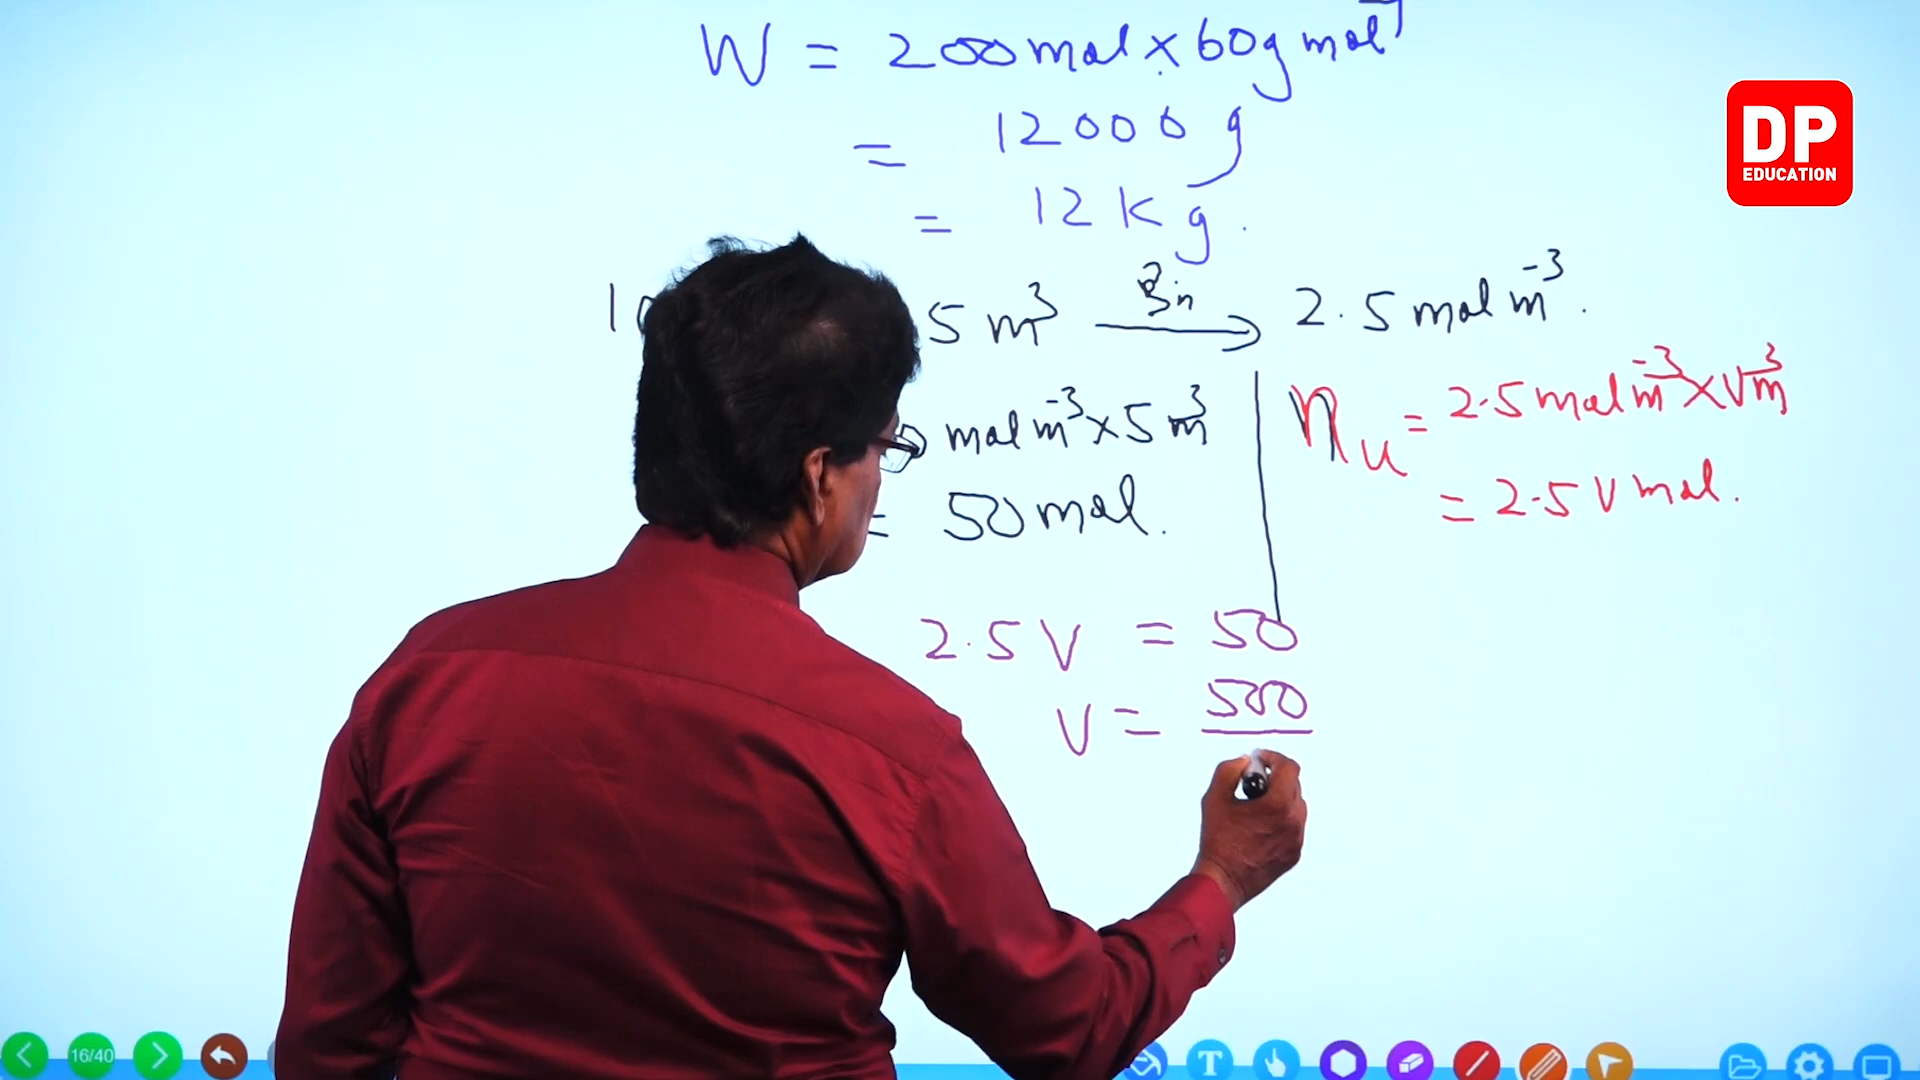 W = 200 mol × 60 g mol⁻¹
= 12000 g
= 12 Kg.
5 m³ → 2.5 mol m⁻³.
mol m⁻³ × 5 m³
= 50 mol.
n_u = 2.5 mol m⁻³ × V m³
= 2.5 V mol.
2.5 V = 50
V = 500
DP
EDUCATION
16/40
T